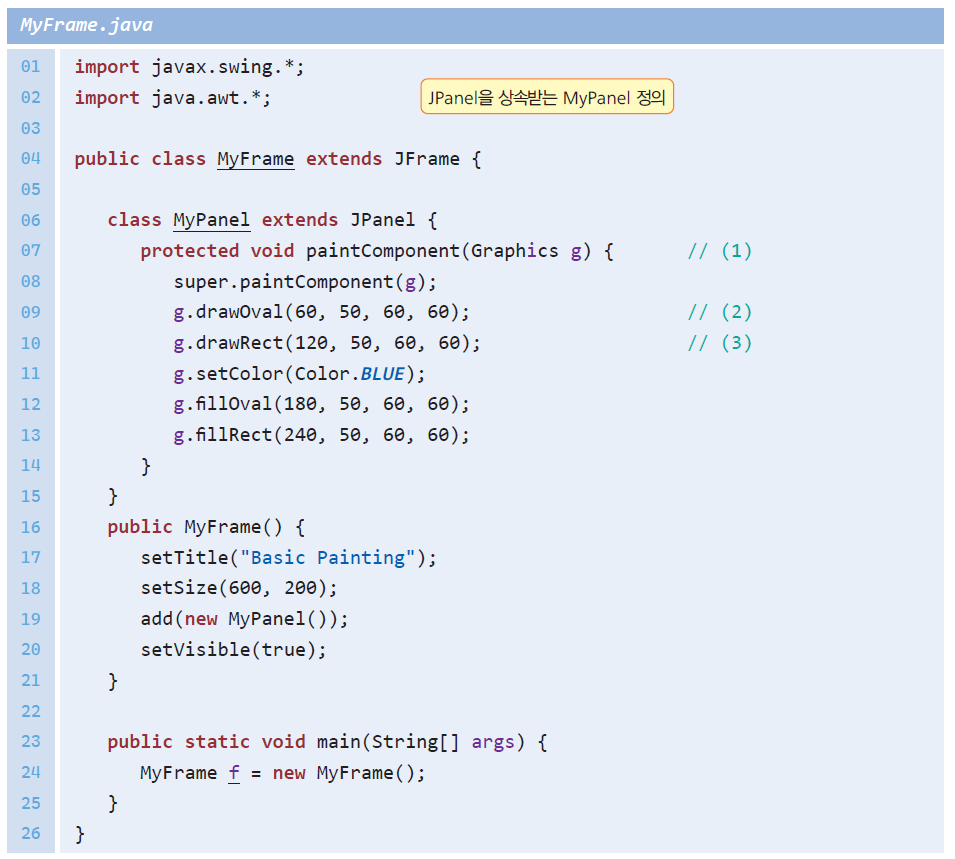 MyFrame.java
01 import javax.swing.*;
02 import java.awt.*;
JPanel을 상속받는 MyPanel 정의
03
04 public class MyFrame extends JFrame {
05
06 class MyPanel extends JPanel {
07 protected void paintComponent(Graphics g) { // (1)
08 super.paintComponent(g);
09 g.drawOval(60, 50, 60, 60); // (2)
10 g.drawRect(120, 50, 60, 60); // (3)
11 g.setColor(Color.BLUE);
12 g.fillOval(180, 50, 60, 60);
13 g.fillRect(240, 50, 60, 60);
14 }
15 }
16 public MyFrame() {
17 setTitle("Basic Painting");
18 setSize(600, 200);
19 add(new MyPanel());
20 setVisible(true);
21 }
22
23 public static void main(String[] args) {
24 MyFrame f = new MyFrame();
25 }
26 }